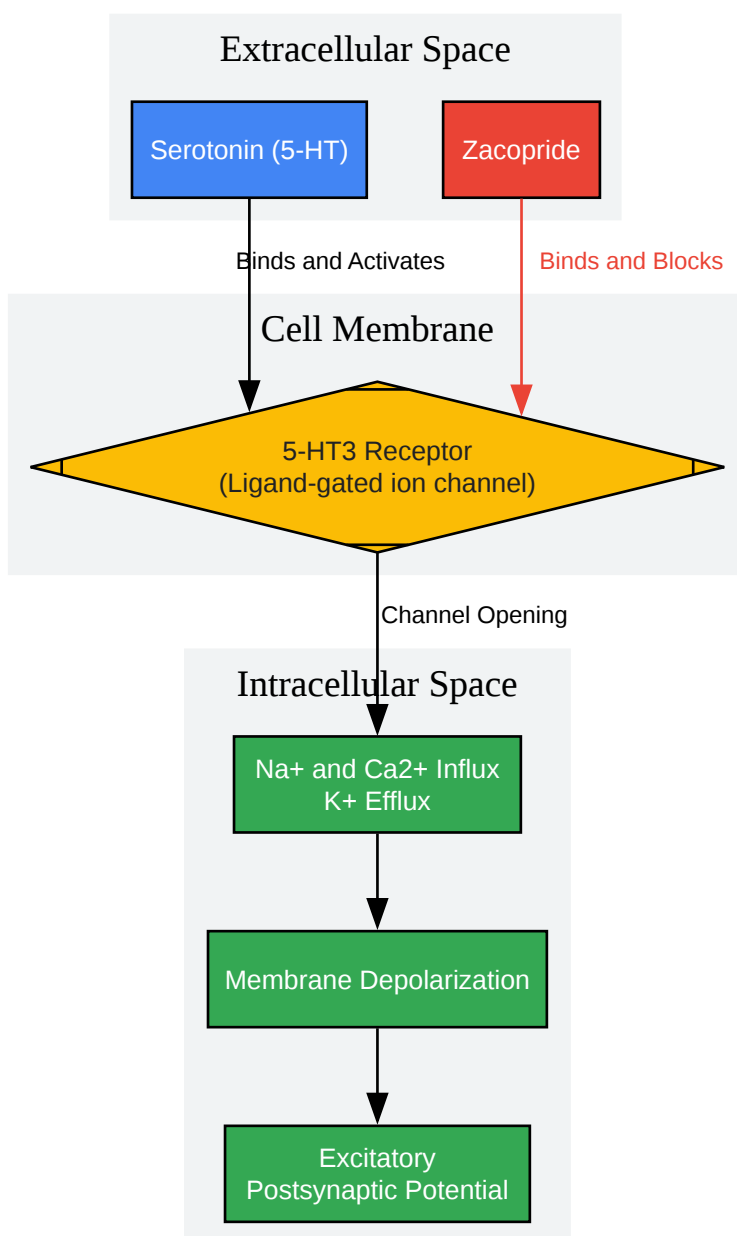 Extracellular Space
Serotonin (5-HT)
Zacopride
Binds and Activates
Binds and Blocks
Cell Membrane
5-HT3 Receptor
(Ligand-gated ion channel)
Channel Opening
Intracellular Space
Na+ and Ca2+ Influx
K+ Efflux
Membrane Depolarization
Excitatory
Postsynaptic Potential